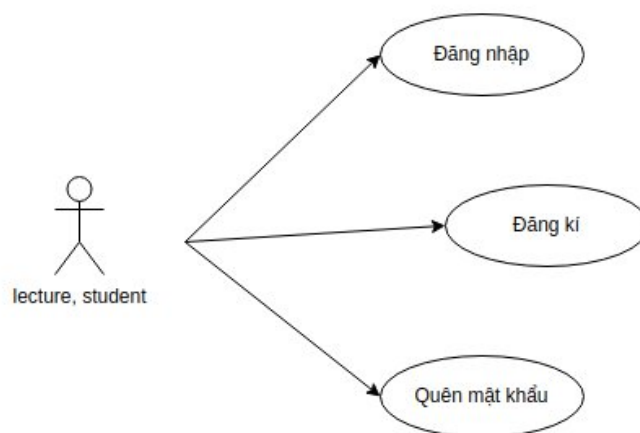 Đăng nhập
Đăng kí
lecture, student
Quên mật khẩu